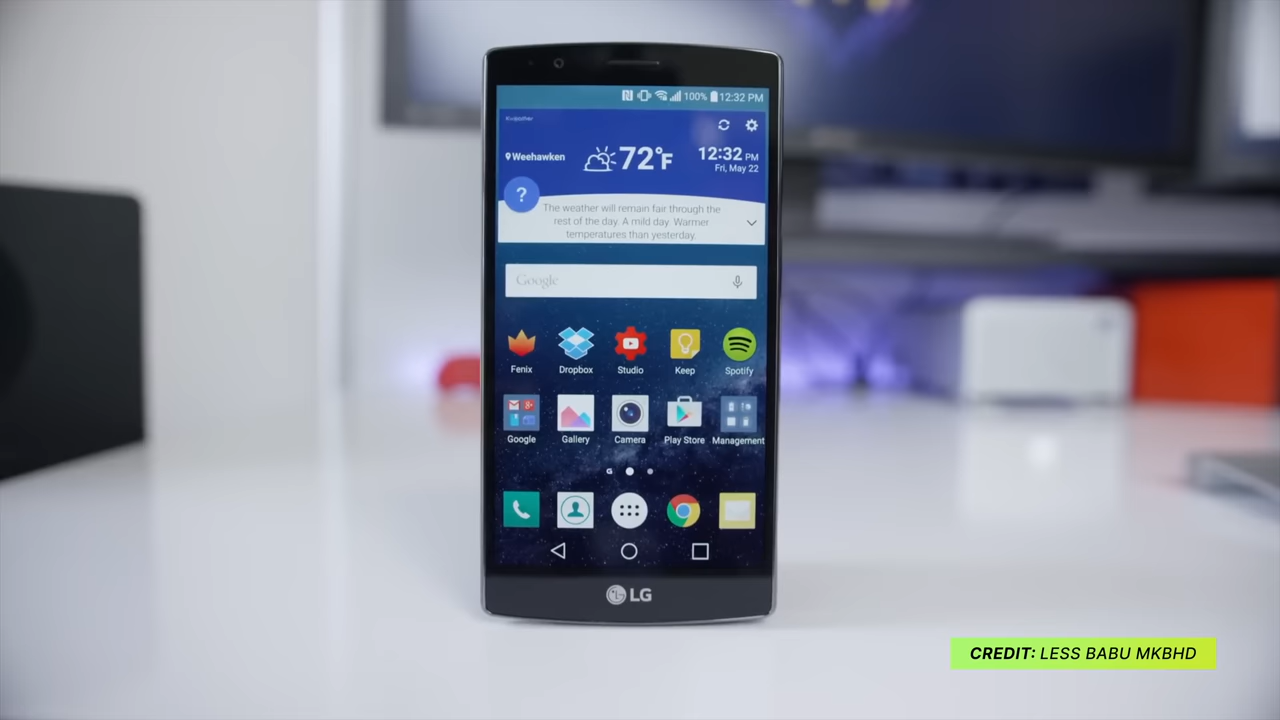 100% 12:32 PM
Weehawken
72°F
12:32 PM
Fri, May 22
?
The weather will remain fair through the
rest of the day. A mild day. Warmer
temperatures than yesterday.
Google
Fenix Dropbox Studio Keep Spotify
Google Gallery Camera Play Store Management
LG
CREDIT: LESS BABU MKBHD